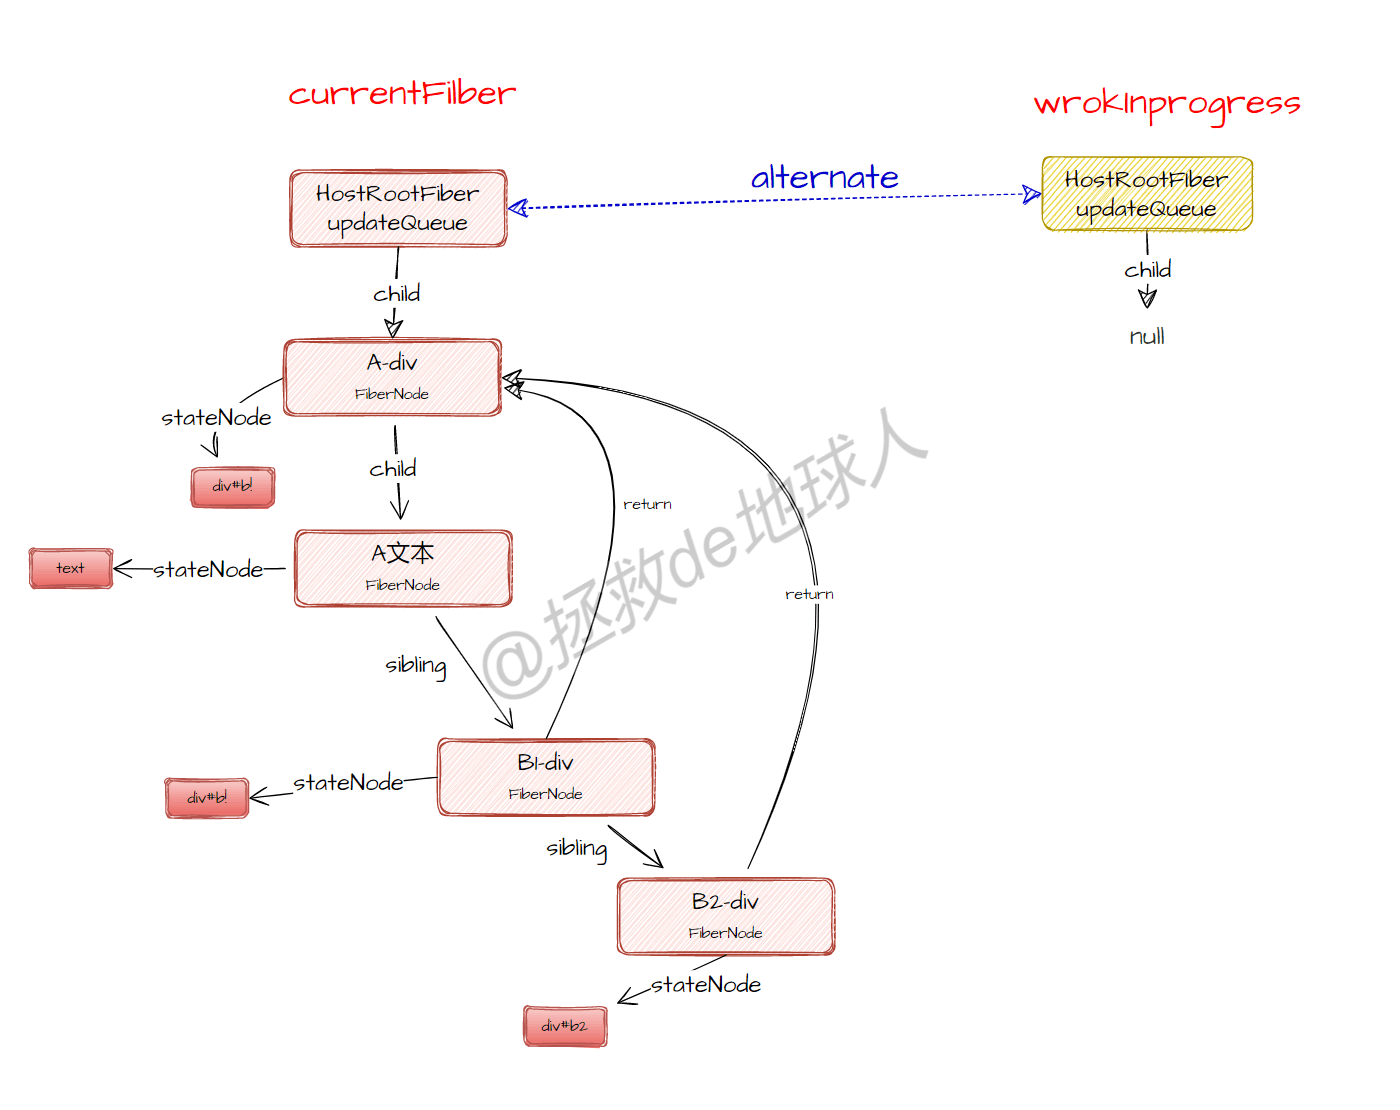 currentFilber
wrokInprogress
HostRootFiber
updateQueue
alternate
HostRootFiber
updateQueue
child
child
null
A-div
FiberNode
stateNode
div#b!
child
return
A文本
FiberNode
stateNode
text
return
sibling
@拯救de地球人
B1-div
FiberNode
stateNode
div#b!
sibling
B2-div
FiberNode
stateNode
div#b2